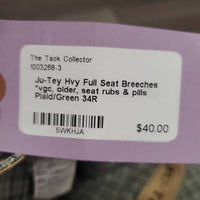 The Tack Collector
1003268-3
Ju-Tey Hvy Full Seat Breeches
*vgc, older, seat rubs & pills
Plaid/Green 34R
5WKHJA
$40.00